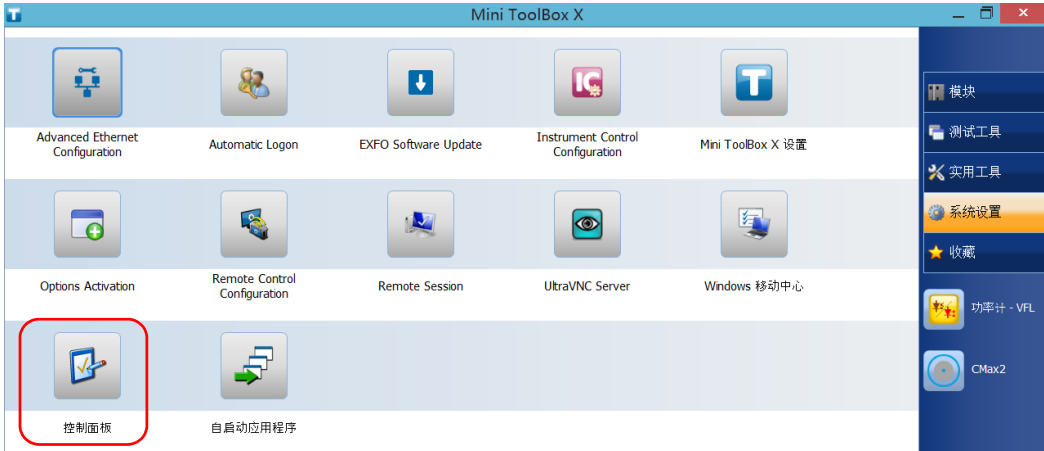 Mini ToolBox X
Advanced Ethernet
Configuration
Automatic Logon
EXFO Software Update
Instrument Control
Configuration
Mini ToolBox X 设置
Options Activation
Remote Control
Configuration
Remote Session
UltraVNC Server
Windows 移动中心
控制面板
自启动应用程序
模块
测试工具
实用工具
系统设置
收藏
功率计 - VFL
CMax2